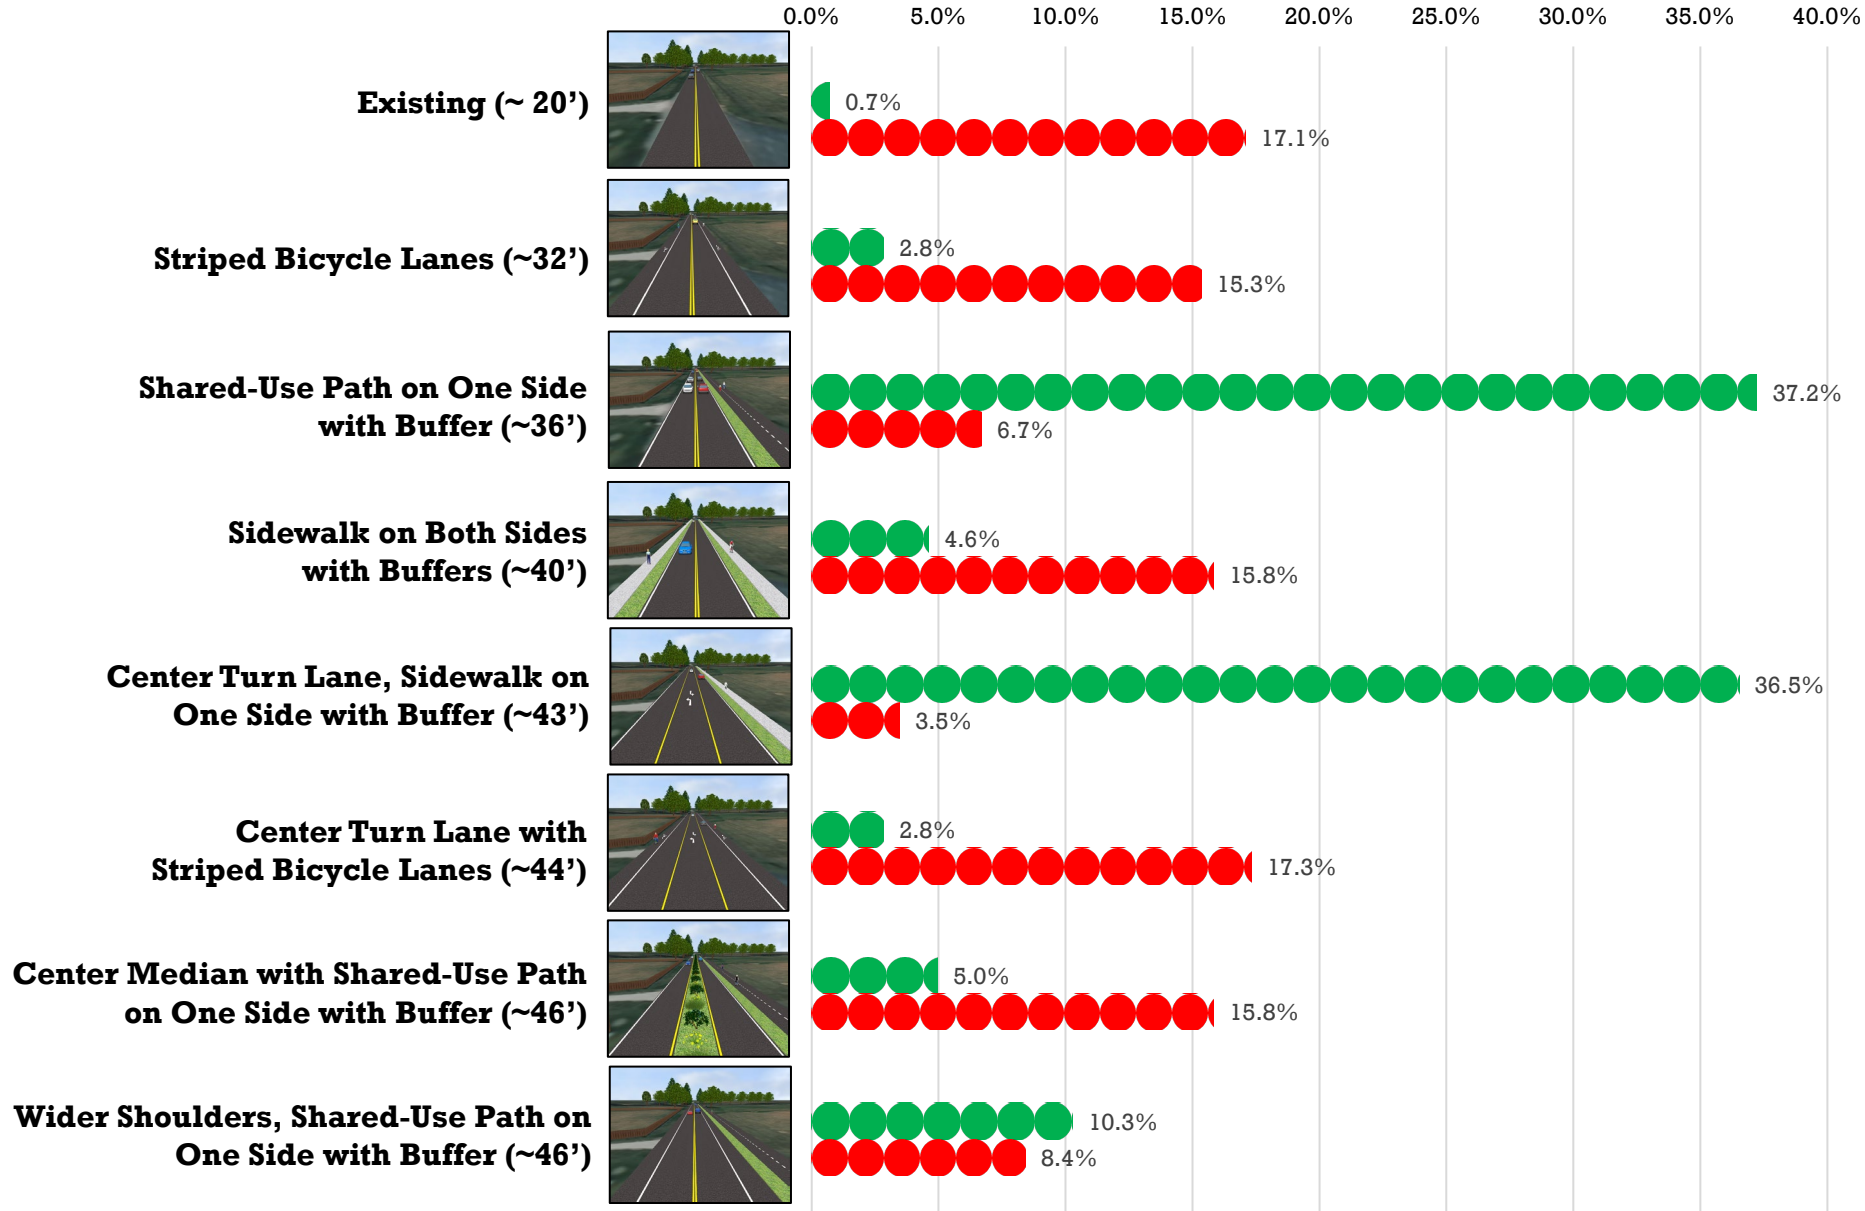 0.0% 5.0% 10.0% 15.0% 20.0% 25.0% 30.0% 35.0% 40.0%
Existing (~ 20’)
0.7%
17.1%
Striped Bicycle Lanes (~32’)
2.8%
15.3%
Shared-Use Path on One Side
with Buffer (~36’)
37.2%
6.7%
Sidewalk on Both Sides
with Buffers (~40’)
4.6%
15.8%
Center Turn Lane, Sidewalk on
One Side with Buffer (~43’)
36.5%
3.5%
Center Turn Lane with
Striped Bicycle Lanes (~44’)
2.8%
17.3%
Center Median with Shared-Use Path
on One Side with Buffer (~46’)
5.0%
15.8%
Wider Shoulders, Shared-Use Path on
One Side with Buffer (~46’)
10.3%
8.4%